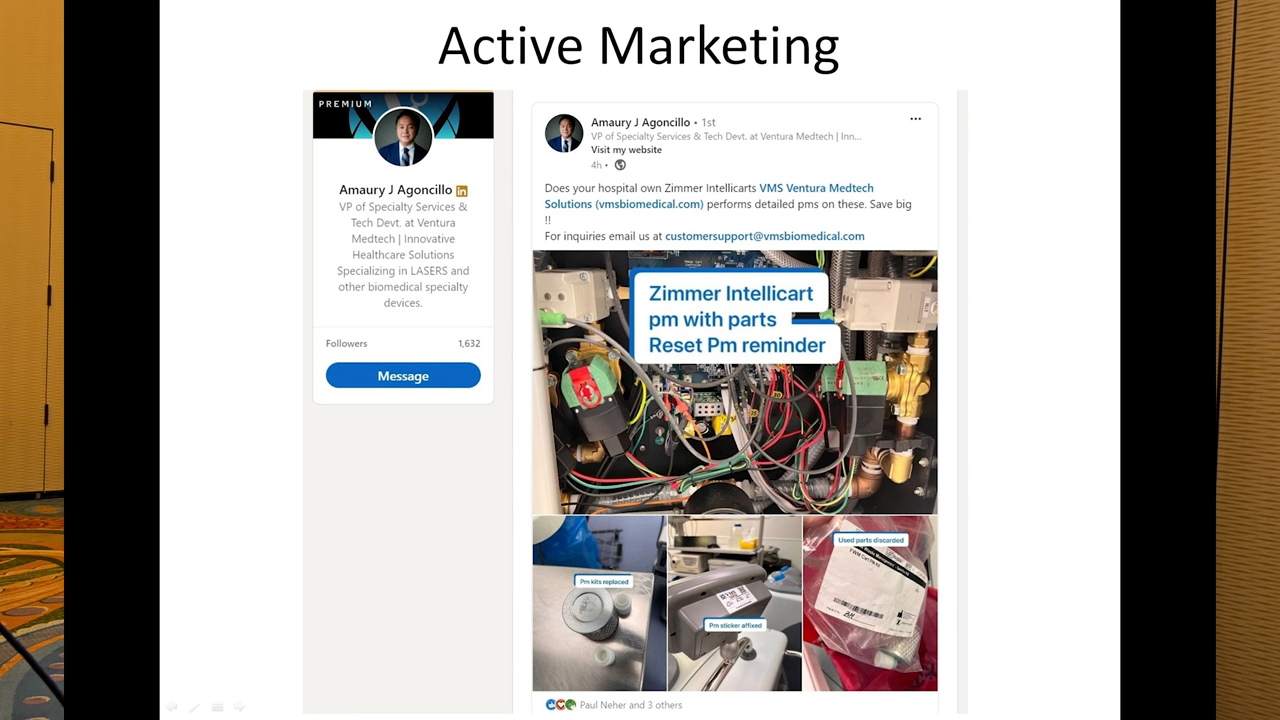 Active Marketing
PREMIUM
Amaury J Agoncillo in
VP of Specialty Services &
Tech Devt. at Ventura
Medtech | Innovative
Healthcare Solutions
Specializing in LASERS and
other biomedical specialty
devices.
Followers 1,632
Message
Amaury J Agoncillo • 1st
VP of Specialty Services & Tech Devt. at Ventura Medtech | Inn...
Visit my website
4h •
Does your hospital own Zimmer Intellicarts VMS Ventura Medtech
Solutions (vmsbiomedical.com) performs detailed pms on these. Save big
!!
For inquiries email us at customersupport@vmsbiomedical.com
Zimmer Intellicart
pm with parts
Reset Pm reminder
Pm kits replaced
Pm sticker affixed
Used parts discarded
Paul Neher and 3 others